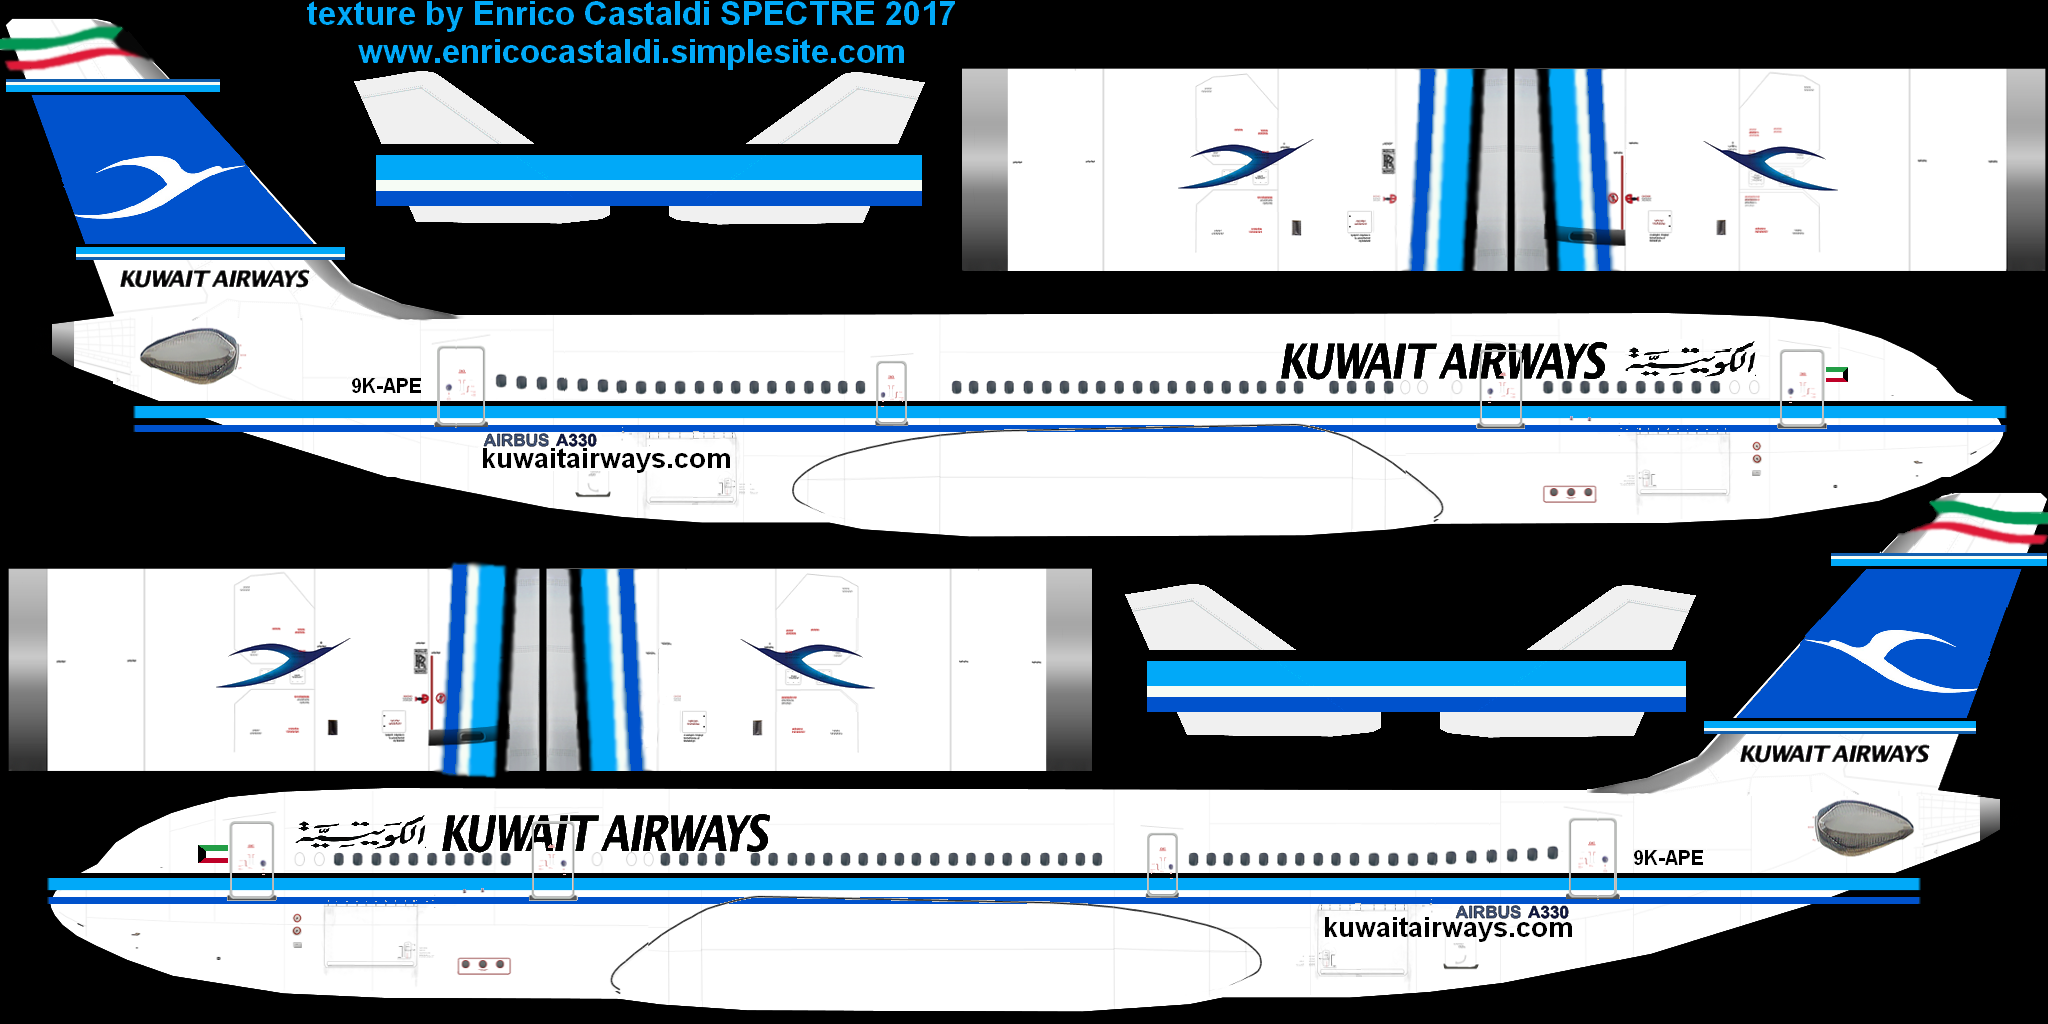 texture by Enrico Castaldi SPECTRE 2017
www.enricocastaldi.simplesite.com
KUWAIT AIRWAYS
KUWAIT AIRWAYS الكويتية
9K-APE
AIRBUS A330
kuwaitairways.com
KUWAIT AIRWAYS
الكويتية KUWAIT AIRWAYS
9K-APE
AIRBUS A330
kuwaitairways.com